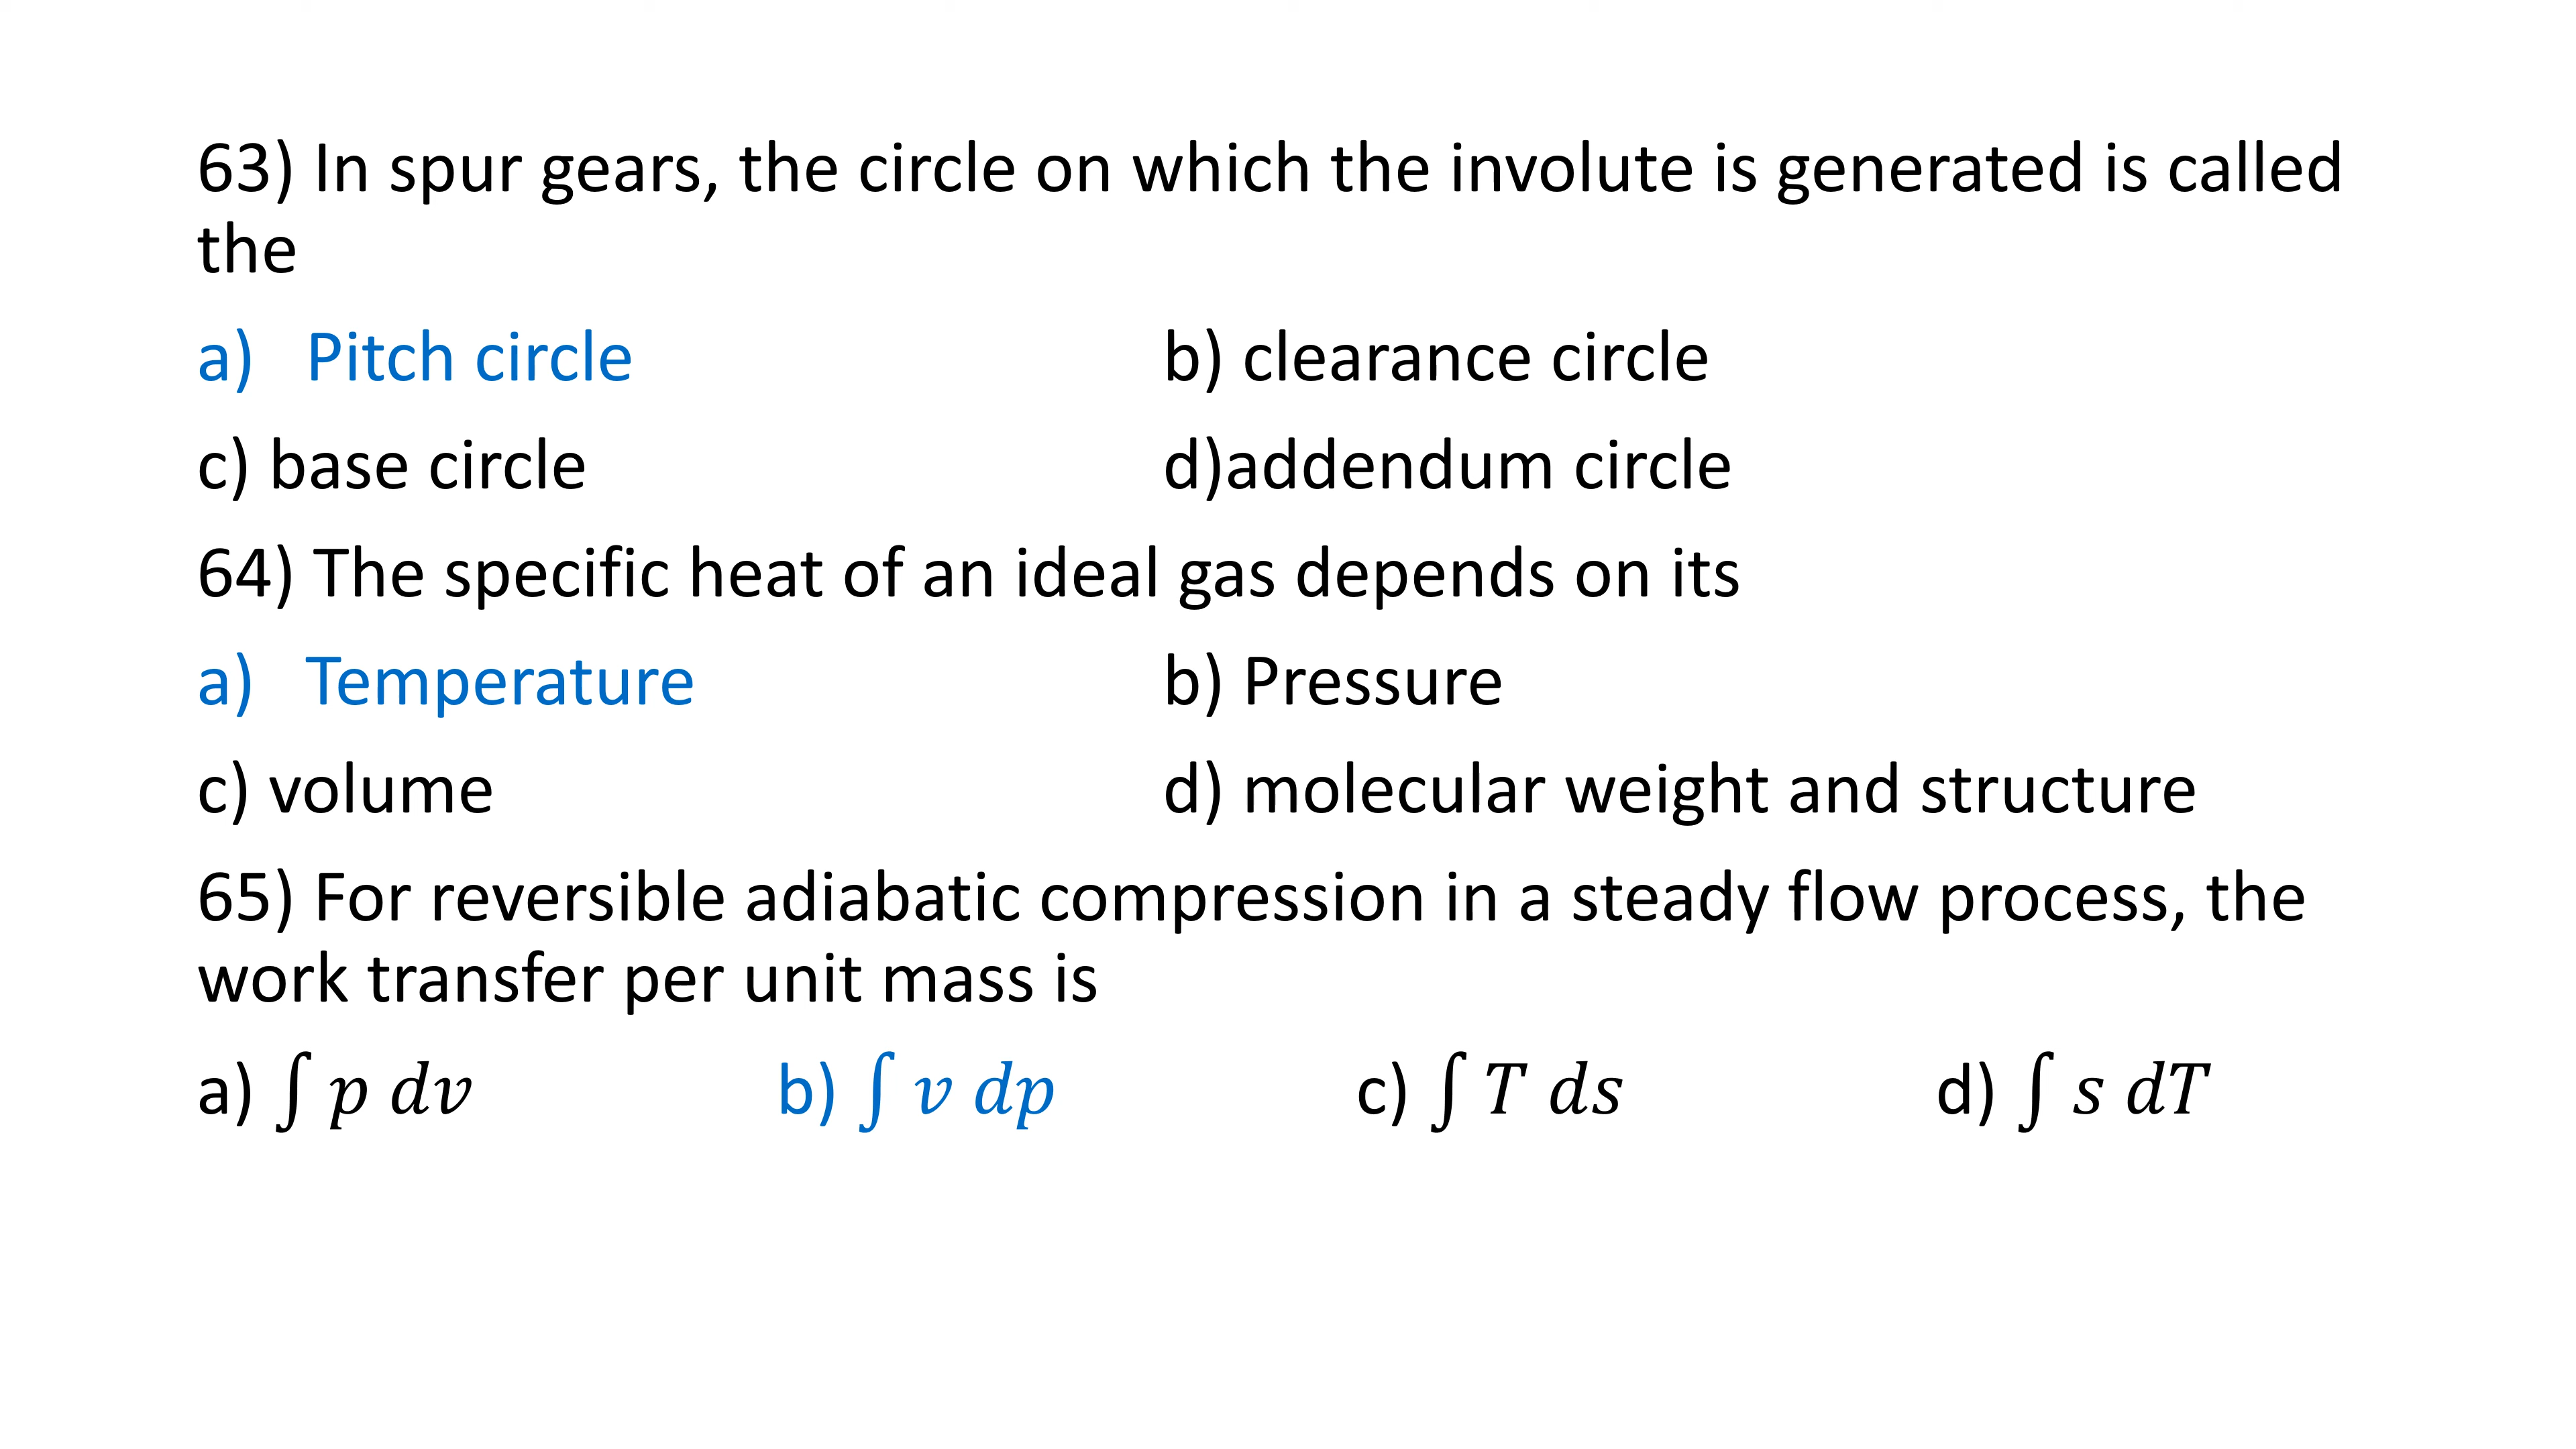 63) In spur gears, the circle on which the involute is generated is called
the
a) Pitch circle b) clearance circle
c) base circle d)addendum circle
64) The specific heat of an ideal gas depends on its
a) Temperature b) Pressure
c) volume d) molecular weight and structure
65) For reversible adiabatic compression in a steady flow process, the
work transfer per unit mass is
a) ∫ p dv b) ∫ v dp c) ∫ T ds d) ∫ s dT